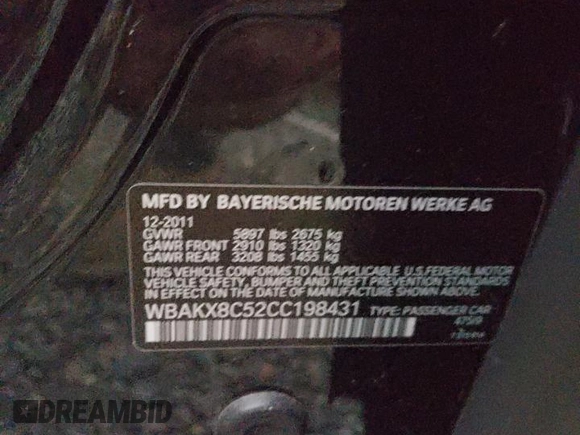 MFD BY BAYERISCHE MOTOREN WERKE AG
12-2011
GVWR 5897 lbs 2675 kg
GAWR FRONT 2910 lbs 1320 kg
GAWR REAR 3208 lbs 1455 kg
THIS VEHICLE CONFORMS TO ALL APPLICABLE U.S.FEDERAL MOTOR
VEHICLE SAFETY, BUMPER AND THEFT PREVENTION STANDARDS
IN EFFECT ON THE DATE OF MANUFACTURE SHOWN ABOVE.
WBAKX8C52CC198431 TYPE: PASSENGER CAR
DREAMBID